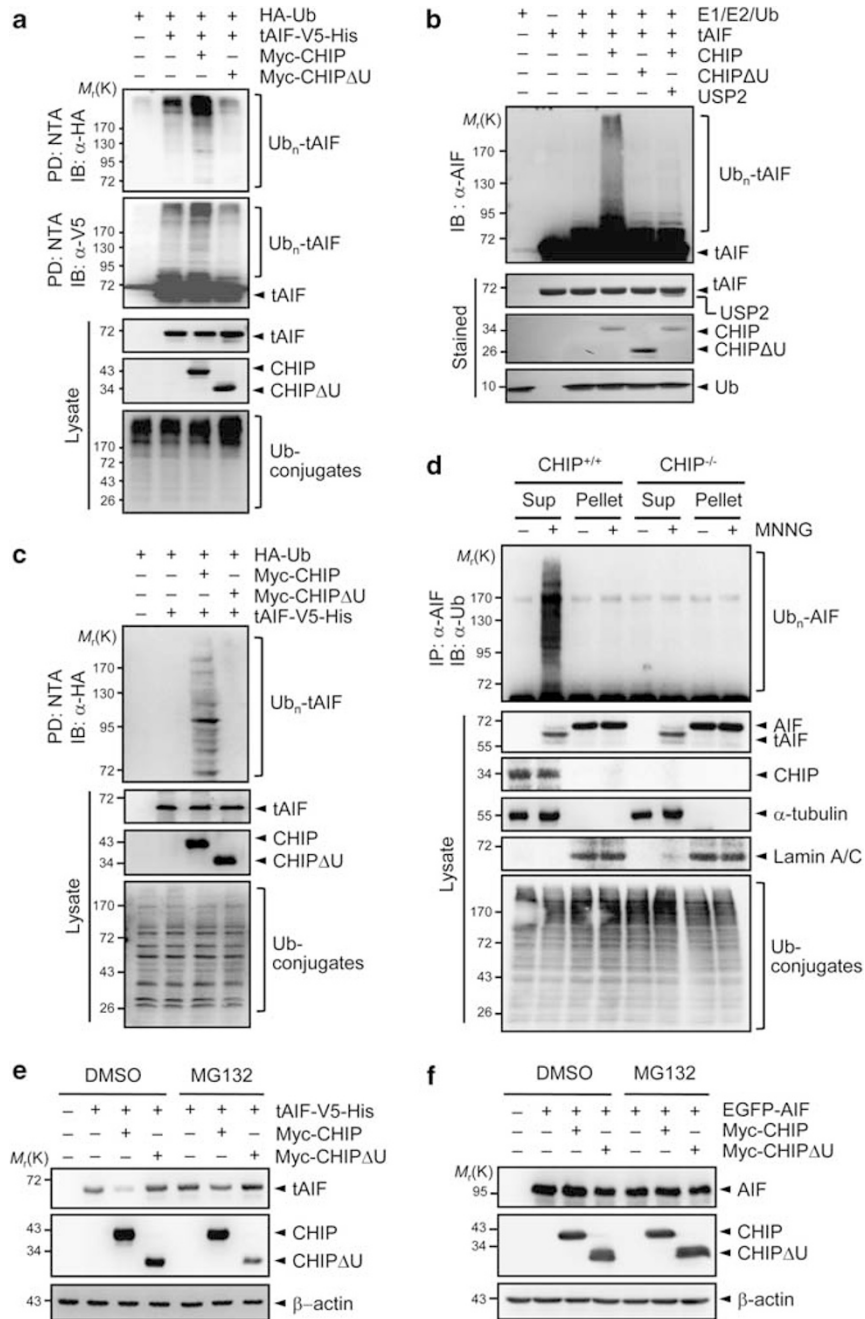 a
– + + + HA-Ub
– + + + tAIF-V5-His
– – + – Myc-CHIP
– – – + Myc-CHIPΔU
Mr(K)
PD: NTA
IB: α-HA
170
130
95
72
Ubn-tAIF
PD: NTA
IB: α-V5
170
130
95
72
Ubn-tAIF
tAIF
Lysate
72
tAIF
43
34
CHIP
CHIPΔU
170
72
43
26
Ub-
conjugates
b
+ – + + + + E1/E2/Ub
– + + + + + tAIF
– – – + – + CHIP
– – – – + – CHIPΔU
– – – – – + USP2
Mr(K)
IB : α-AIF
170
130
95
72
Ubn-tAIF
tAIF
Stained
72
tAIF
USP2
34
26
CHIP
CHIPΔU
10
Ub
c
+ + + + HA-Ub
– – + – Myc-CHIP
– – – + Myc-CHIPΔU
– + + + tAIF-V5-His
Mr(K)
PD: NTA
IB: α-HA
170
130
95
72
Ubn-tAIF
Lysate
72
tAIF
43
34
CHIP
CHIPΔU
170
72
43
26
Ub-
conjugates
d
CHIP+/+ CHIP-/-
Sup Pellet Sup Pellet
– + – + – + – + MNNG
Mr(K)
IP: α-AIF
IB: α-Ub
170
95
72
Ubn-AIF
Lysate
72
55
AIF
tAIF
34
CHIP
55
α-tubulin
72
Lamin A/C
170
72
43
26
Ub-
conjugates
e
DMSO MG132
– + + + + + + tAIF-V5-His
– – + – – + – Myc-CHIP
– – – + – – + Myc-CHIPΔU
Mr(K)
72
tAIF
43
34
CHIP
CHIPΔU
43
β–actin
f
DMSO MG132
– + + + + + + EGFP-AIF
– – + – – + – Myc-CHIP
– – – + – – + Myc-CHIPΔU
Mr(K)
95
AIF
43
34
CHIP
CHIPΔU
43
β-actin